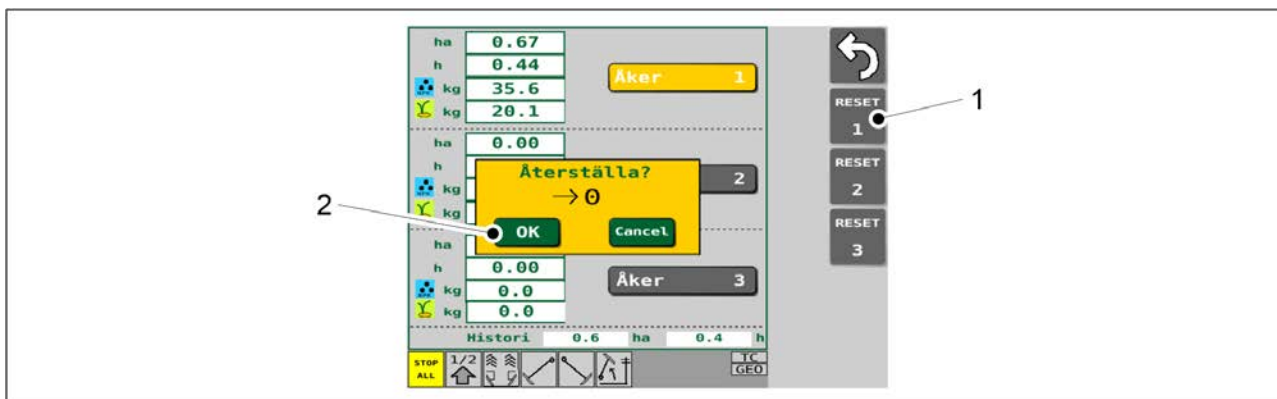 ha 0.67
h 0.44
NPK kg 35.6
kg 20.1
Åker 1
ha 0.00
h
kg
kg
2
ha
h 0.00
kg 0.0
kg 0.0
Åker 3
Återställa?
→0
OK Cancel
Histori 0.6 ha 0.4 h
STOP
ALL
1/2
TC
GEO
RESET
1
RESET
2
RESET
3
1
2